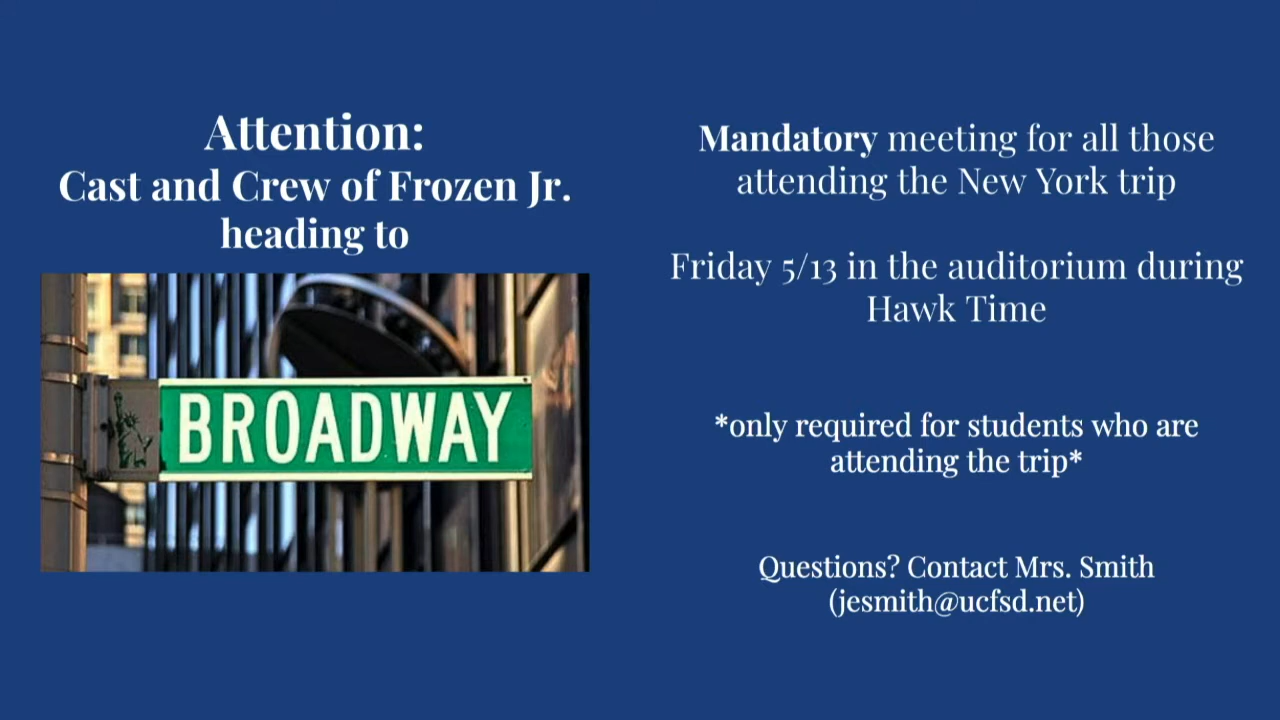 Attention:
Cast and Crew of Frozen Jr.
heading to
BROADWAY
Mandatory meeting for all those
attending the New York trip
Friday 5/13 in the auditorium during
Hawk Time
*only required for students who are
attending the trip*
Questions? Contact Mrs. Smith
(jesmith@ucfsd.net)